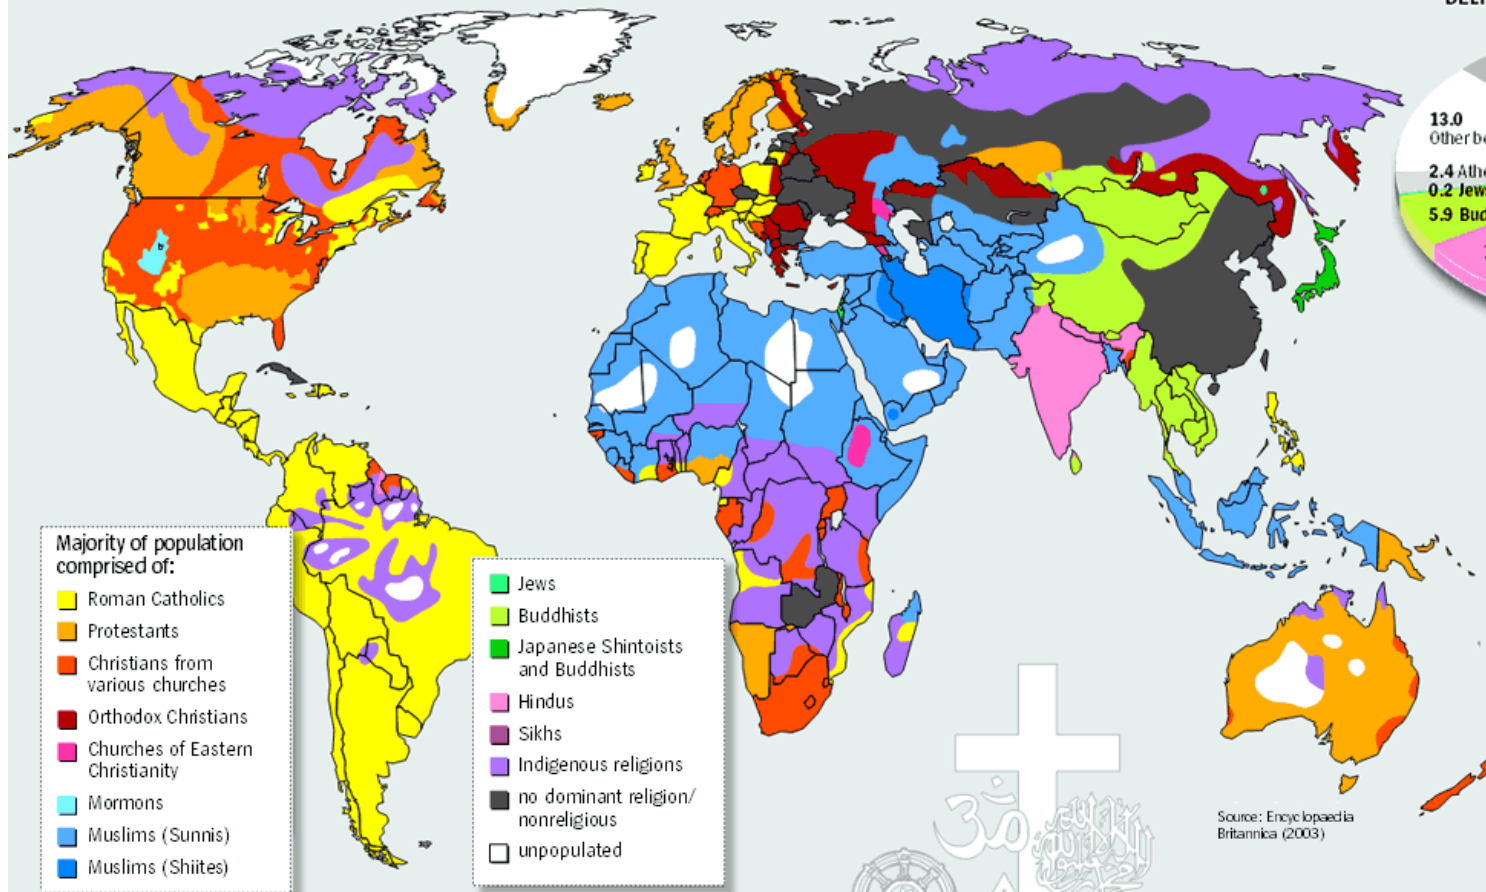 13.0
Other be
2.4 Athe
0.2 Jews
5.9 Bud
Majority of population
comprised of:
Roman Catholics
Protestants
Christians from
various churches
Orthodox Christians
Churches of Eastern
Christianity
Mormons
Muslims (Sunnis)
Muslims (Shiites)
Jews
Buddhists
Japanese Shintoists
and Buddhists
Hindus
Sikhs
Indigenous religions
no dominant religion/
nonreligious
unpopulated
Source: Encyclopaedia
Britannica (2003)